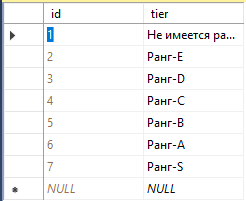 id tier
1 Не имеется ра...
2 Ранг-E
3 Ранг-D
4 Ранг-C
5 Ранг-B
6 Ранг-A
7 Ранг-S
NULL NULL